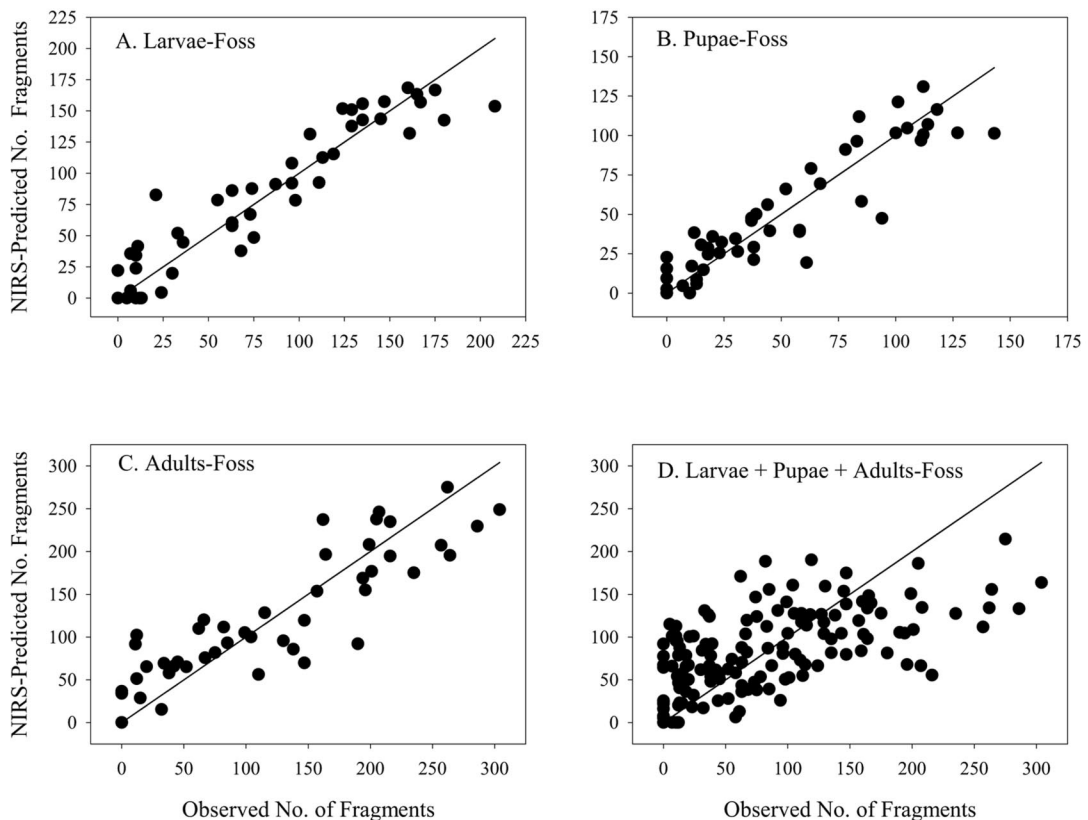 A. Larvae-Foss
NIRS-Predicted No. Fragments
225
200
175
150
125
100
75
50
25
0
0 25 50 75 100 125 150 175 200 225
B. Pupae-Foss
175
150
125
100
75
50
25
0
0 25 50 75 100 125 150 175
C. Adults-Foss
NIRS-Predicted No. Fragments
300
250
200
150
100
50
0
0 50 100 150 200 250 300
Observed No. of Fragments
D. Larvae + Pupae + Adults-Foss
300
250
200
150
100
50
0
0 50 100 150 200 250 300
Observed No. of Fragments